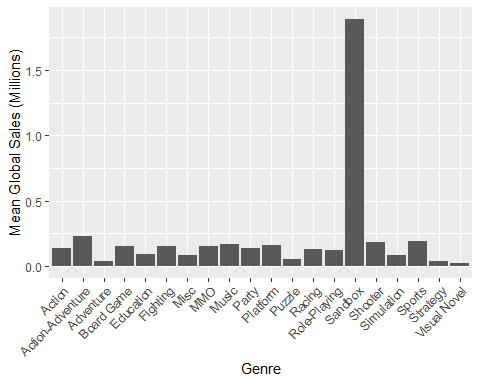 Mean Global Sales (Millions)
1.5
1.0
0.5
0.0
Action
Action-Adventure
Adventure
Board Game
Education
Fighting
Misc
MMO
Music
Party
Platform
Puzzle
Racing
Role-Playing
Sandbox
Shooter
Simulation
Sports
Strategy
Visual Novel
Genre